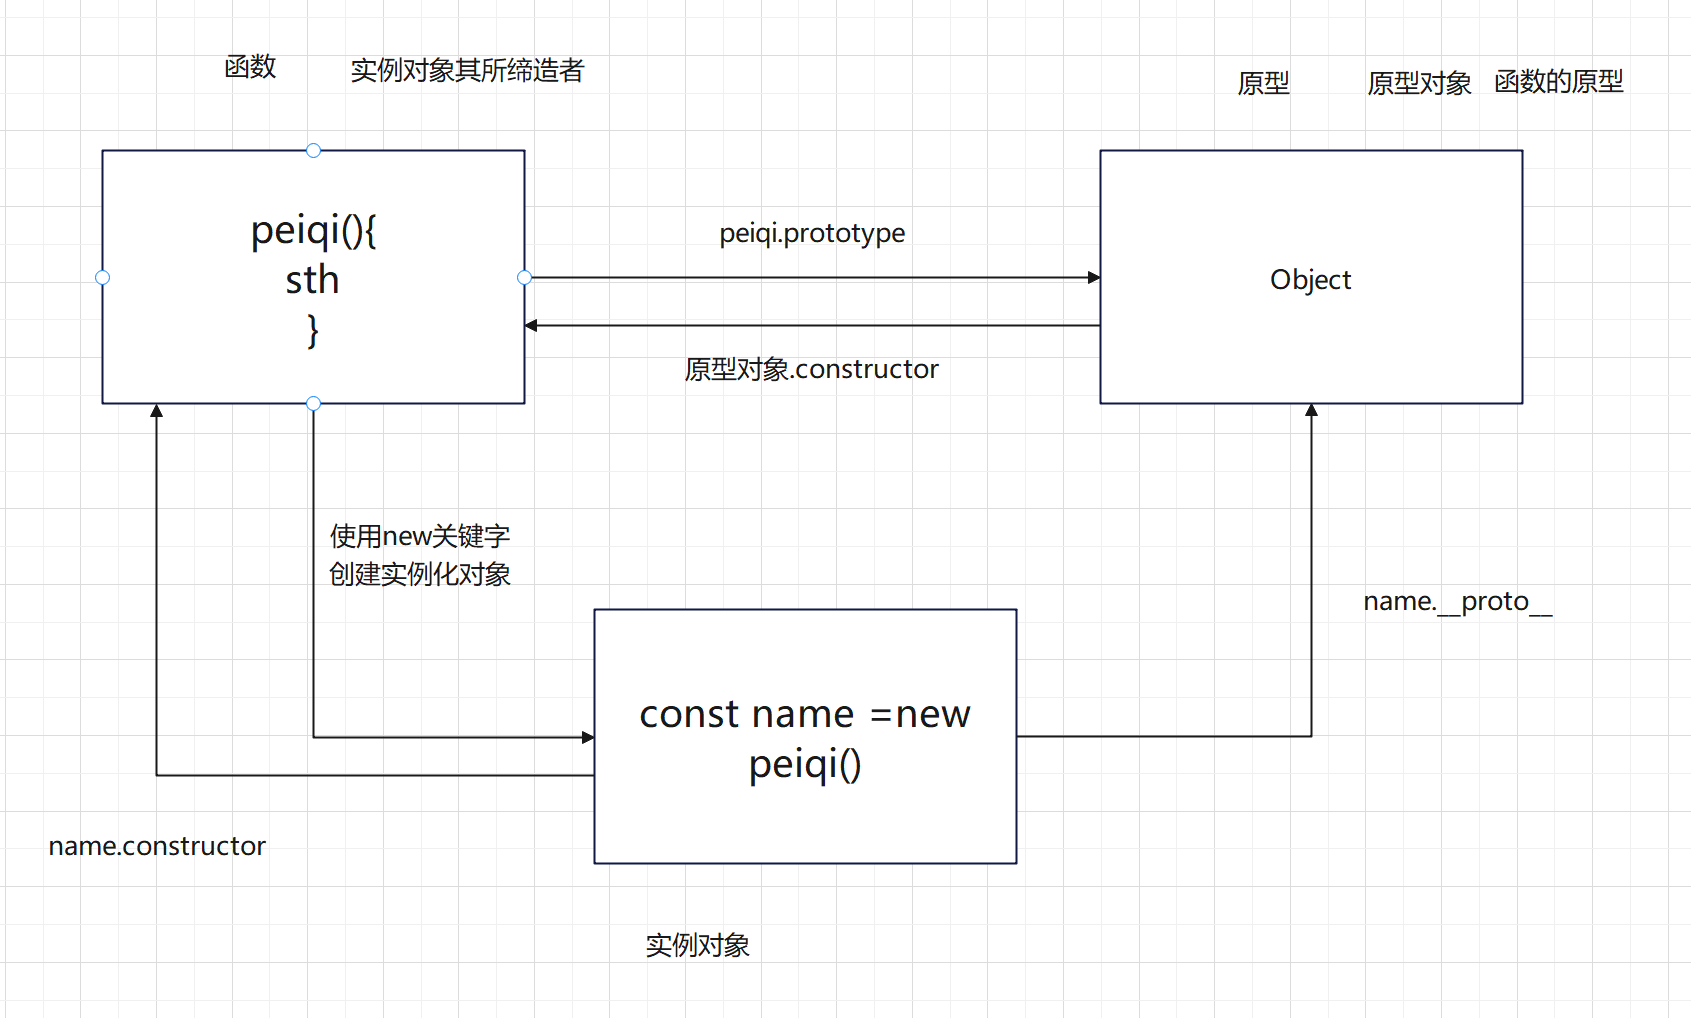 函数
实例对象其所缔造者
原型
原型对象
函数的原型
peiqi(){
sth
}
peiqi.prototype
Object
原型对象.constructor
使用new关键字
创建实例化对象
name.__proto__
const name =new
peiqi()
name.constructor
实例对象